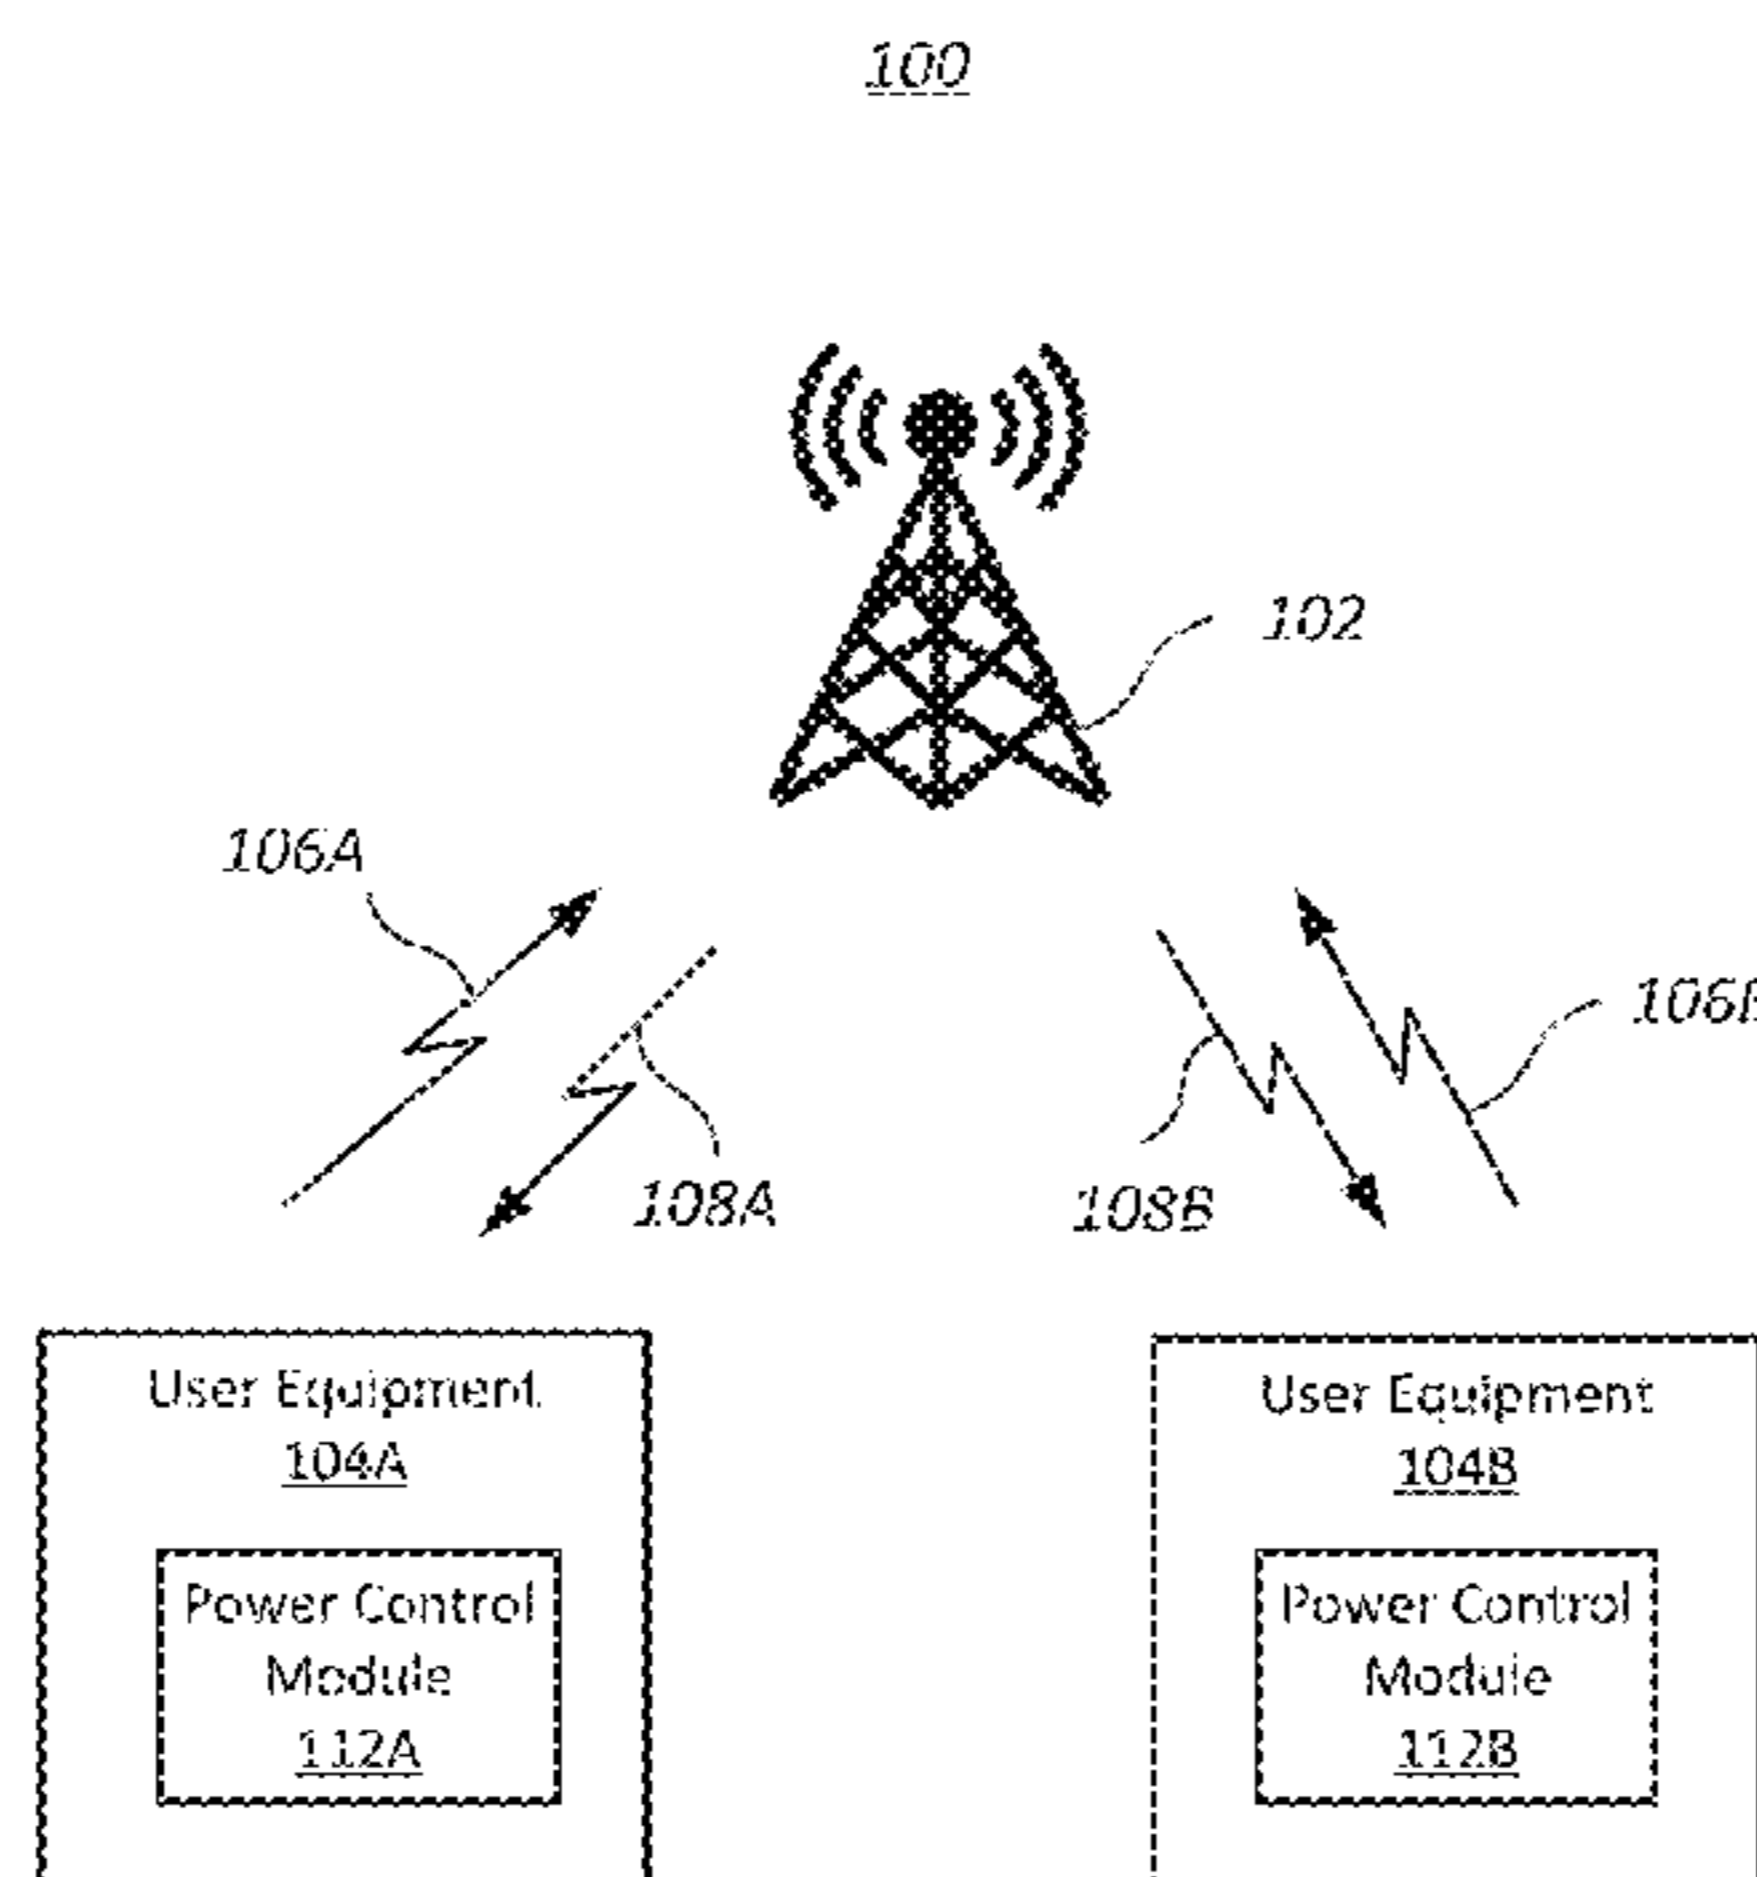 100
102
106A
106B
108A
108B
User Equipment
104A
Power Control
Module
112A
User Equipment
104B
Power Control
Module
112B